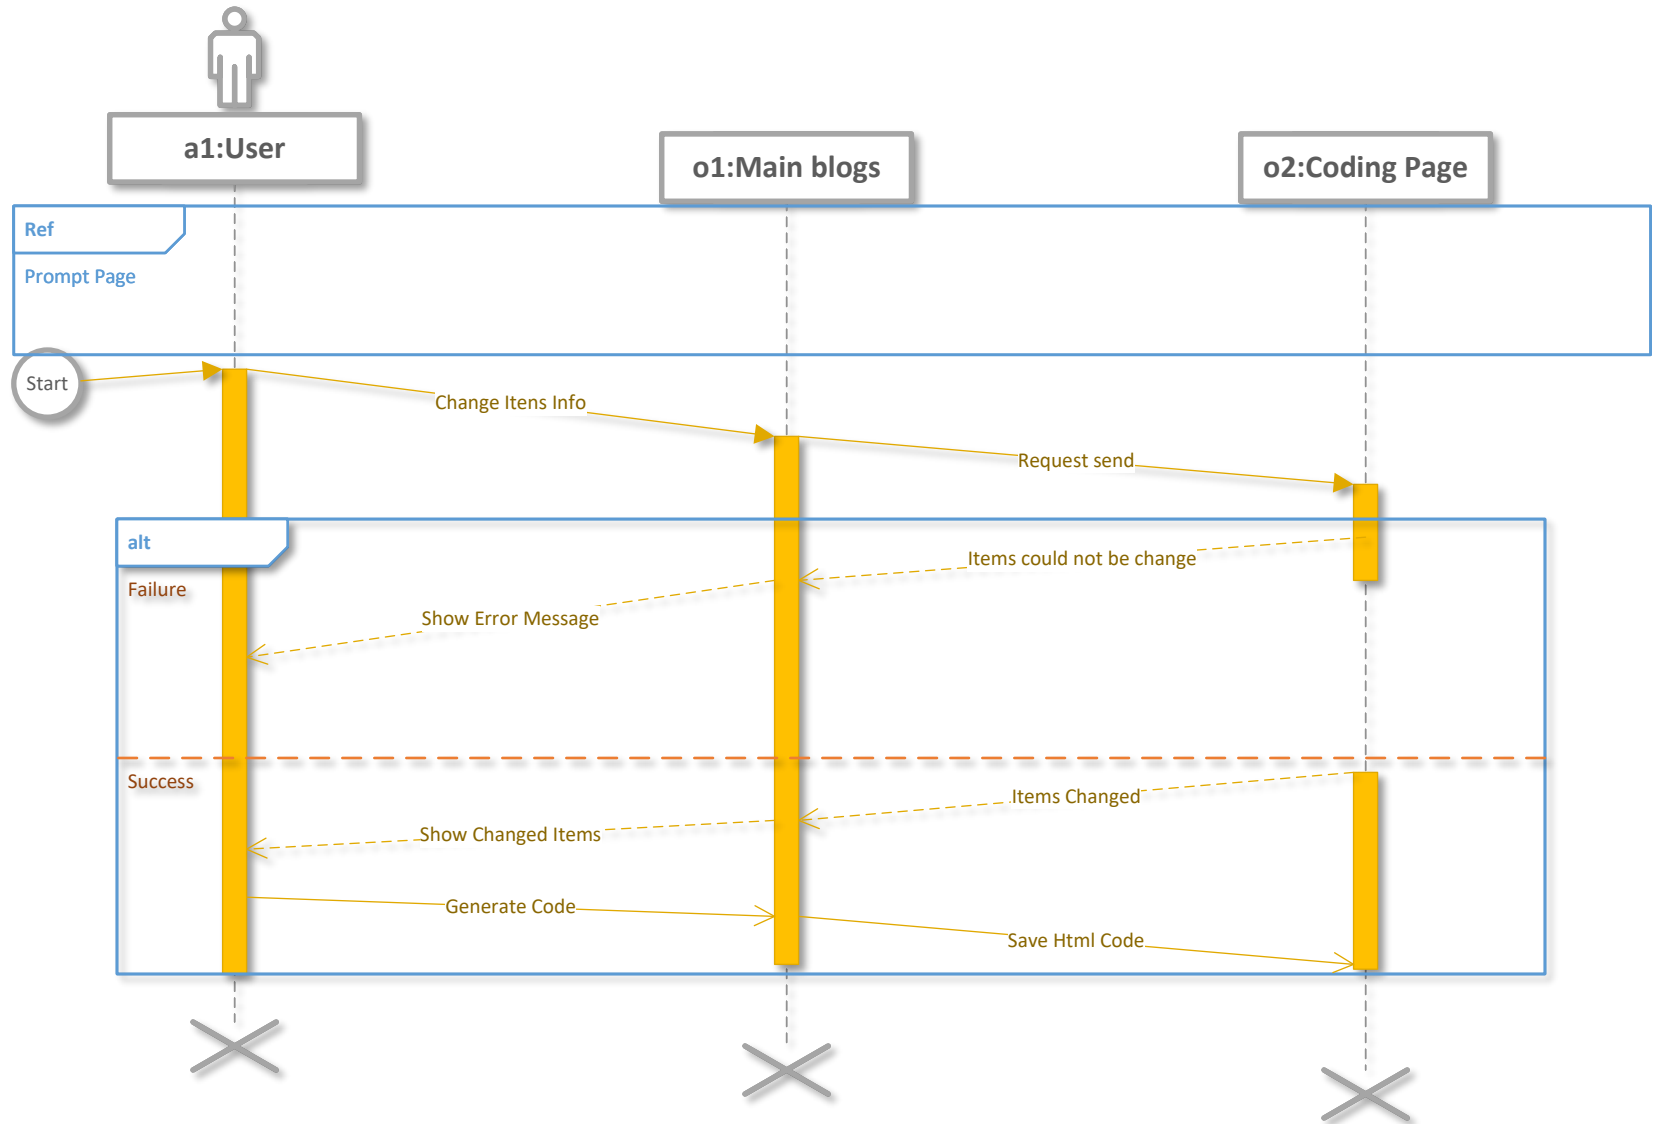 a1:User
o1:Main blogs
o2:Coding Page
Ref
Prompt Page
Start
Change Itens Info
Request send
alt
Items could not be change
Failure
Show Error Message
Success
Items Changed
Show Changed Items
Generate Code
Save Html Code